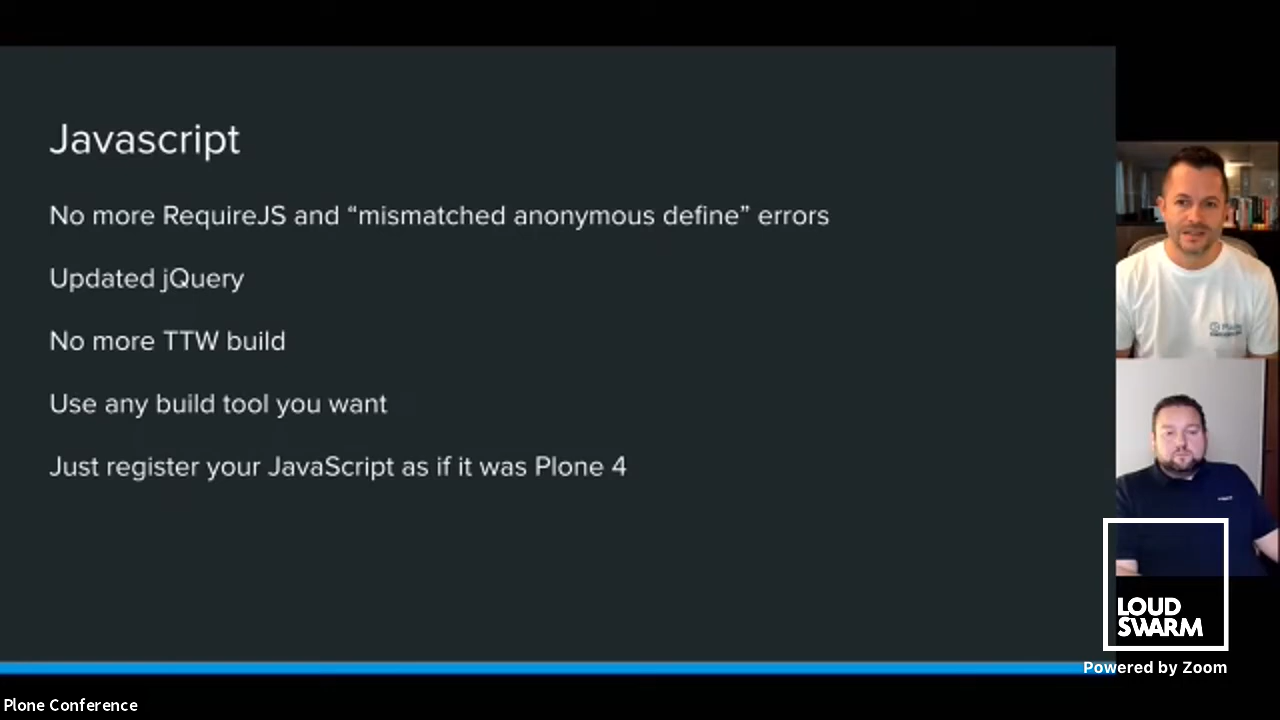 Javascript
No more RequireJS and “mismatched anonymous define” errors
Updated jQuery
No more TTW build
Use any build tool you want
Just register your JavaScript as if it was Plone 4
LOUD
SWARM
Powered by Zoom
Plone Conference